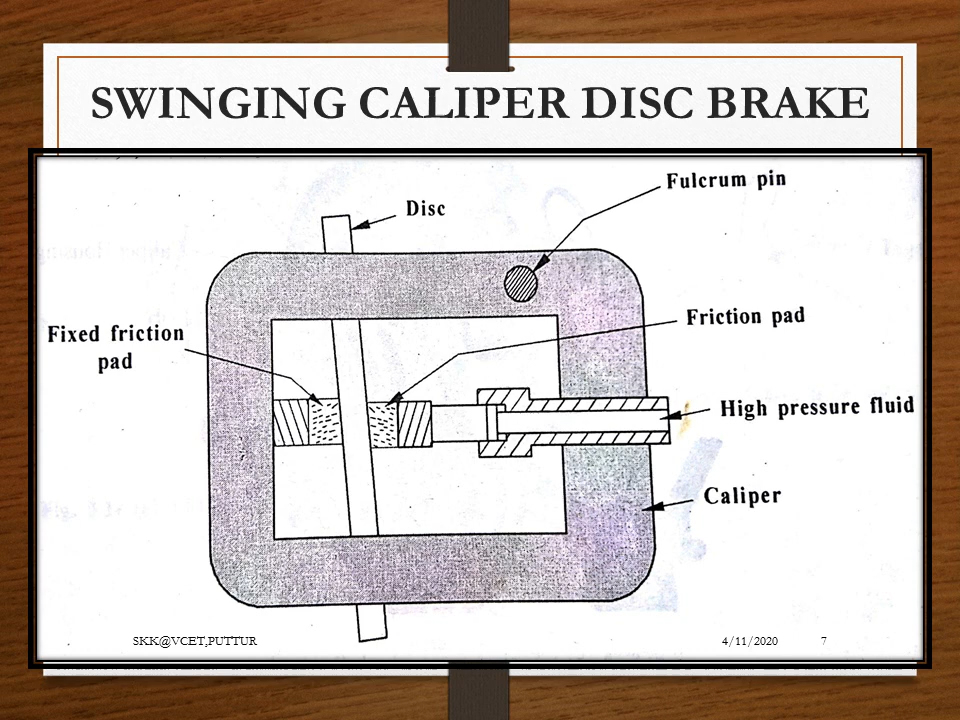 SWINGING CALIPER DISC BRAKE
Fulcrum pin
Disc
Fixed friction
pad
Friction pad
High pressure fluid
Caliper
SKK@VCET,PUTTUR
4/11/2020
7